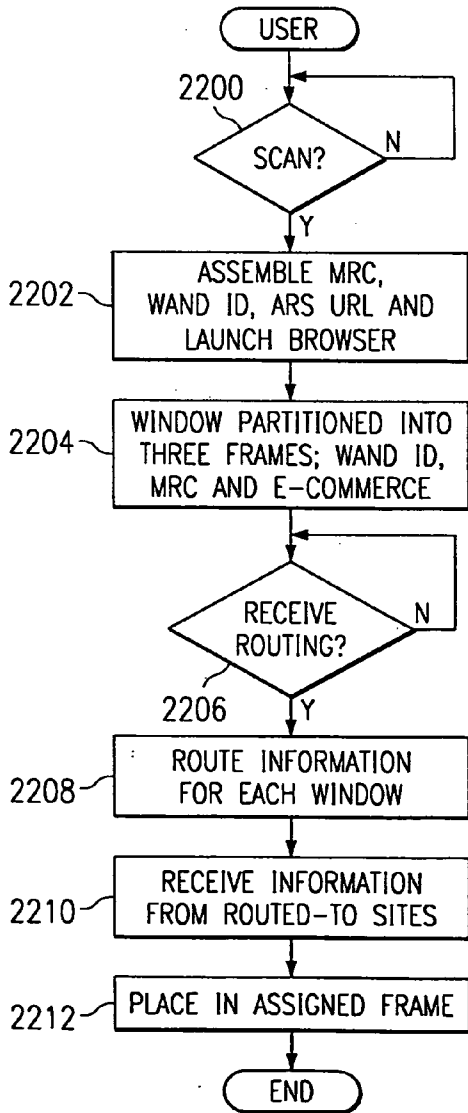 USER
2200
SCAN?
N
Y
2202
ASSEMBLE MRC,
WAND ID, ARS URL AND
LAUNCH BROWSER
2204
WINDOW PARTITIONED INTO
THREE FRAMES; WAND ID,
MRC AND E-COMMERCE
RECEIVE
ROUTING?
N
2206
Y
2208
ROUTE INFORMATION
FOR EACH WINDOW
2210
RECEIVE INFORMATION
FROM ROUTED-TO SITES
2212
PLACE IN ASSIGNED FRAME
END